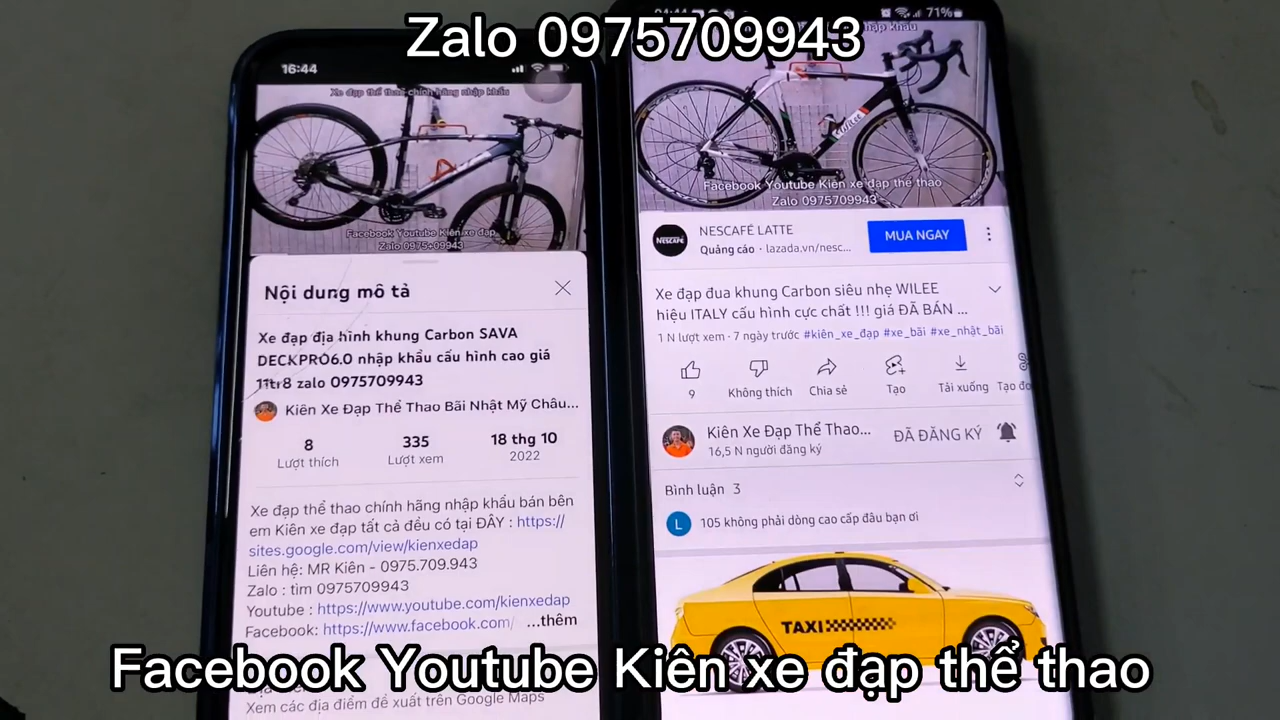 Zalo 0975709943
16:44
Xe đạp thể thao chính hãng nhập khẩu
Facebook Youtube Kiên xe đạp
Zalo 0975709943
Nội dung mô tả
Xe đạp địa hình khung Carbon SAVA
DECKPRO6.0 nhập khẩu cấu hình cao giá
11tr8 zalo 0975709943
Kiên Xe Đạp Thể Thao Bãi Nhật Mỹ Châu...
8
Lượt thích
335
Lượt xem
18 thg 10
2022
Xe đạp thể thao chính hãng nhập khẩu bán bên
em Kiên xe đạp tất cả đều có tại ĐÂY : https://
sites.google.com/view/kienxedap
Liên hệ: MR Kiên - 0975.709.943
Zalo : tìm 0975709943
Youtube : https://www.youtube.com/kienxedap
Facebook: https://www.facebook.com/ ...thêm
Xem các địa điểm đề xuất trên Google Maps
71%
nhập khẩu
Facebook Youtube Kiên xe đạp thể thao
Zalo 0975709943
NESCAFÉ
NESCAFÉ LATTE
Quảng cáo · lazada.vn/nesc...
MUA NGAY
Xe đạp đua khung Carbon siêu nhẹ WILEE
hiệu ITALY cấu hình cực chất !!! giá ĐÃ BÁN ...
1 N lượt xem · 7 ngày trước #kiên_xe_đạp #xe_bãi #xe_nhật_bãi
9
Không thích
Chia sẻ
Tạo
Tải xuống
Tạo đo
Kiên Xe Đạp Thể Thao...
16,5 N người đăng ký
ĐÃ ĐĂNG KÝ
Bình luận 3
L
105 không phải dòng cao cấp đâu bạn ơi
TAXI
Facebook Youtube Kiên xe đạp thể thao